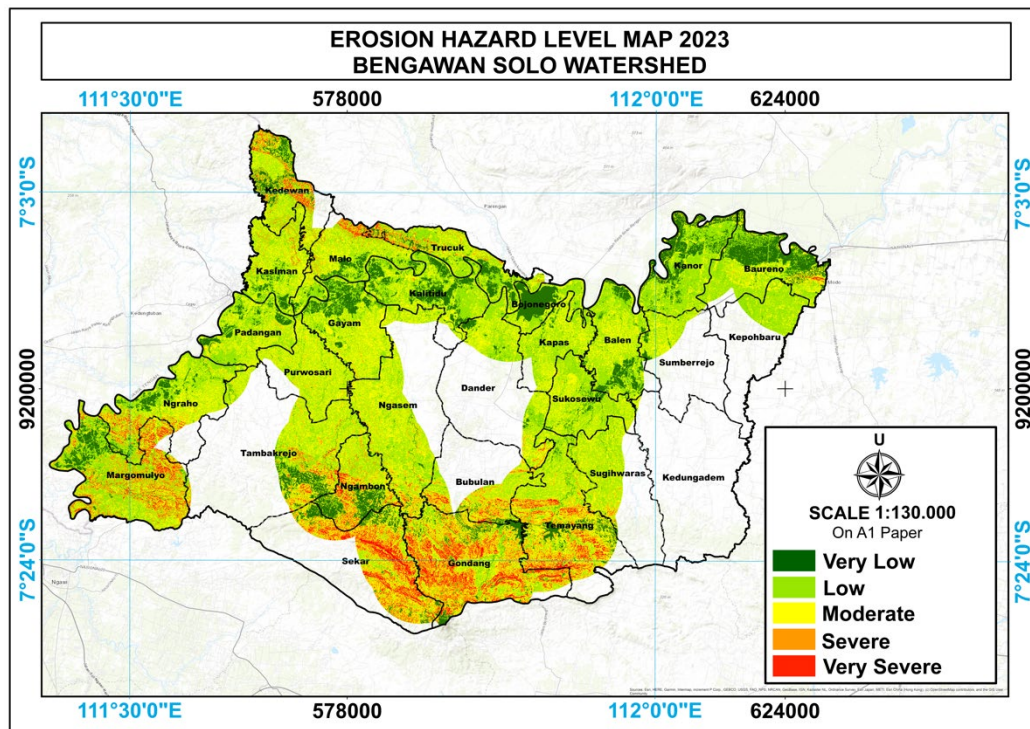 EROSION HAZARD LEVEL MAP 2023
BENGAWAN SOLO WATERSHED
111°30'0"E
578000
112°0'0"E
624000
7°3'0"S
7°3'0"S
Kedewan
Parengan
Trucuk
Malo
Kasiman
Kanor
Baureno
Kalitidu
Bojonegoro
Padangan
Gayam
Kapas
Balen
Kepohbaru
Sumberrejo
Purwosari
Dander
9200000
9200000
Ngraho
Ngasem
Sukosewu
Tambakrejo
Sugihwaras
Margomulyo
Ngambon
Bubulan
Kedungadem
Temayang
Sekar
Gondang
Ngawi
7°24'0"S
7°24'0"S
U
SCALE 1:130.000
On A1 Paper
Very Low
Low
Moderate
Severe
Very Severe
111°30'0"E
578000
112°0'0"E
624000